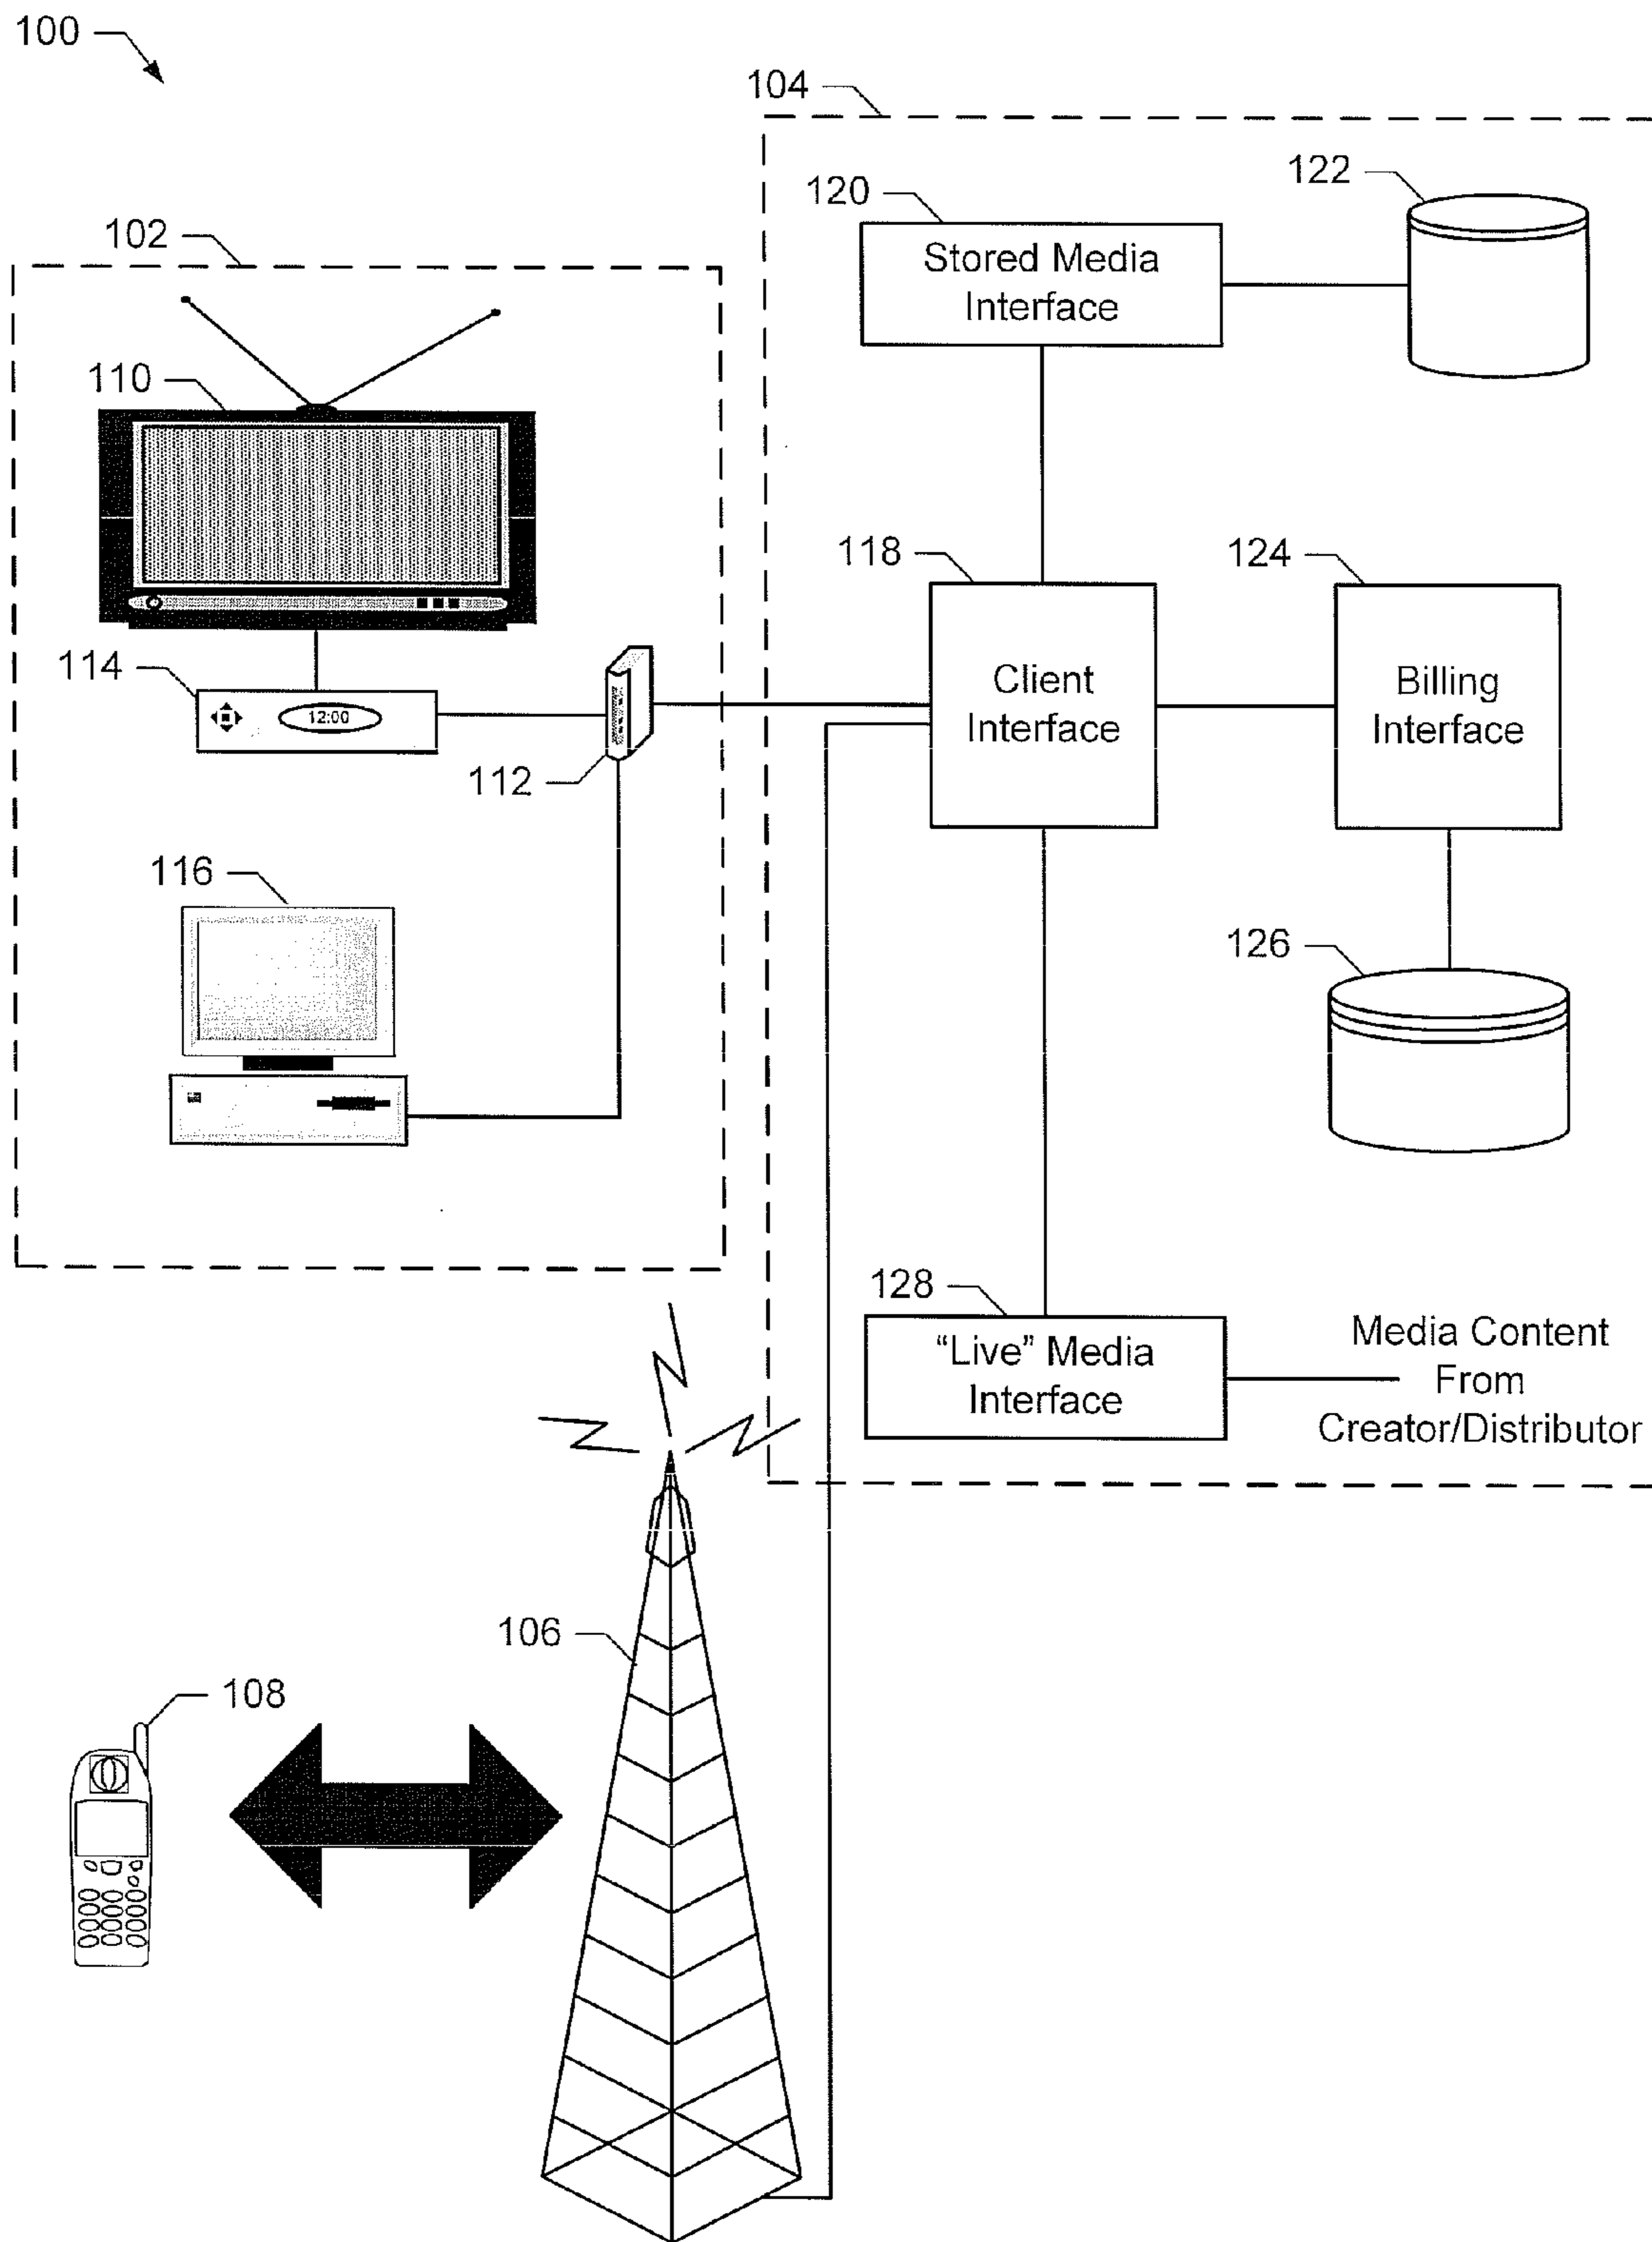 100
104
120
122
Stored Media
Interface
102
110
118
124
Client
Interface
Billing
Interface
114
12:00
112
116
126
128
"Live" Media
Interface
Media Content
From
Creator/Distributor
106
108